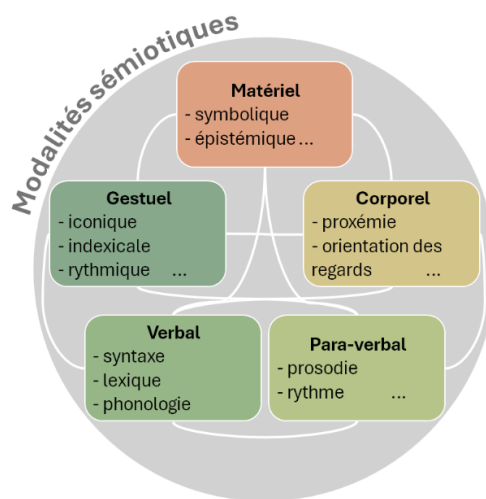 Modalités sémiotiques
Matériel
- symbolique
- épistémique ...
Gestuel
- iconique
- indexicale
- rythmique ...
Corporel
- proxémie
- orientation des
regards ...
Verbal
- syntaxe
- lexique
- phonologie
Para-verbal
- prosodie
- rythme ...